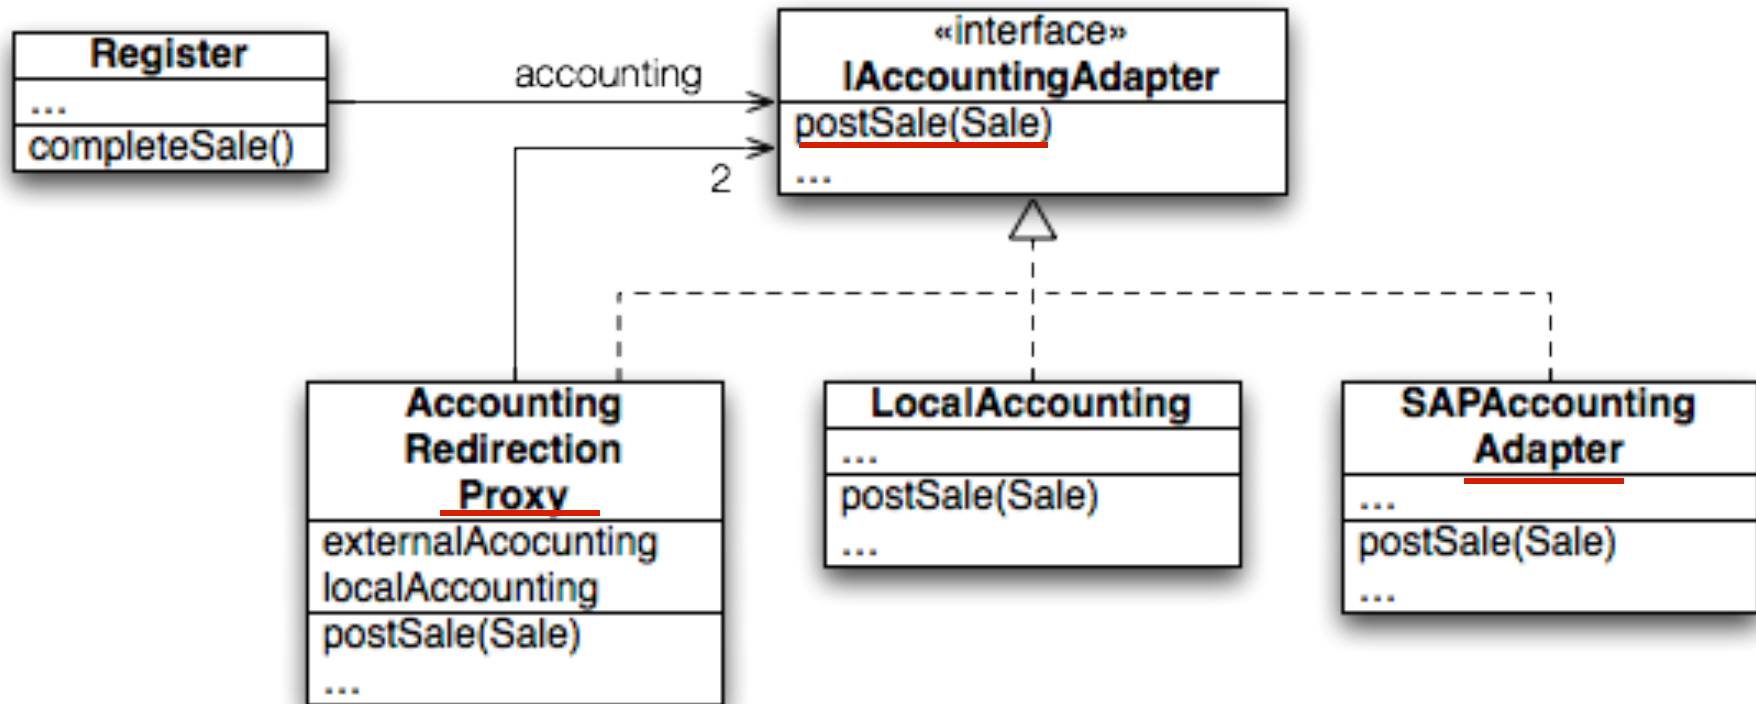 Register
...
completeSale()
accounting
2
«interface»
IAccountingAdapter
postSale(Sale)
...
Accounting
Redirection
Proxy
externalAcocunting
localAccounting
postSale(Sale)
...
LocalAccounting
...
postSale(Sale)
...
SAPAccounting
Adapter
...
postSale(Sale)
...